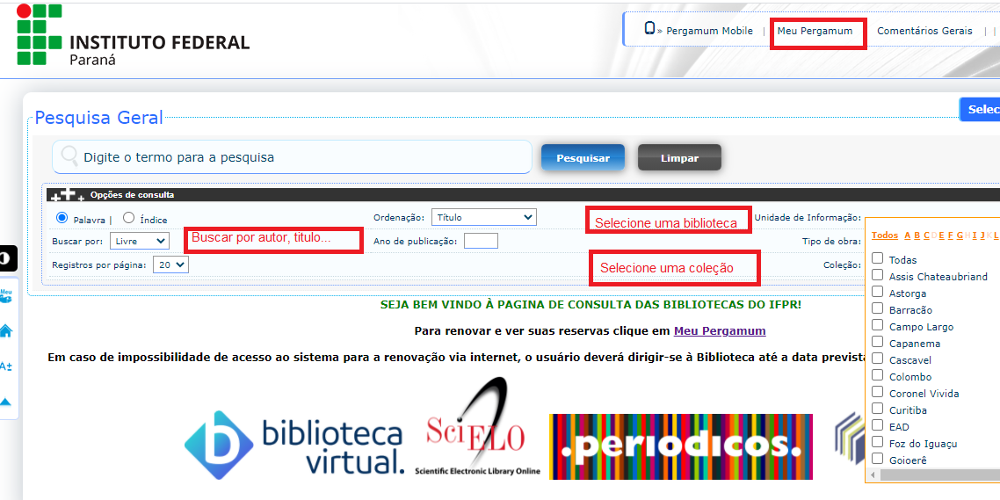 INSTITUTO FEDERAL
Paraná
» Pergamum Mobile | Meu Pergamum Comentários Gerais | |
Pesquisa Geral
Selec
Digite o termo para a pesquisa
Pesquisar
Limpar
Opções de consulta
Palavra | Índice
Ordenação: Título
Selecione uma biblioteca
Unidade de Informação:
Buscar por: Livre
Buscar por autor, titulo...
Ano de publicação:
Tipo de obra:
Registros por página: 20
Selecione uma coleção
Coleção:
Todos A B C D E F G H I J K L
Todas
Assis Chateaubriand
Astorga
Barracão
Campo Largo
Capanema
Cascavel
Colombo
Coronel Vivida
Curitiba
EAD
Foz do Iguaçu
Goioerê
SEJA BEM VINDO À PAGINA DE CONSULTA DAS BIBLIOTECAS DO IFPR!
Para renovar e ver suas reservas clique em Meu Pergamum
Em caso de impossibilidade de acesso ao sistema para a renovação via internet, o usuário deverá dirigir-se à Biblioteca até a data prevista
biblioteca
virtual.
SciELO
Scientific Electronic Library Online
.periodicos.
Meu
A±